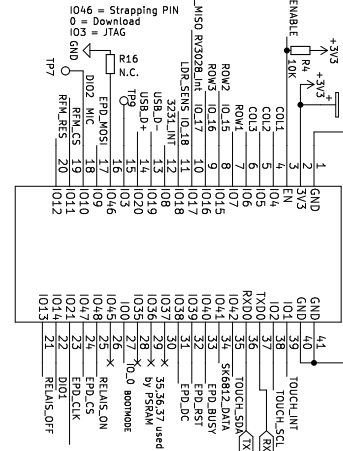 IO46 = Strapping PIN
0 = Download
IO3 = JTAG
GND
TP7
R16
N.C.
TP9
ENABLE
R4
10K
+3V3
+3V3
_MISO
RV3028_Int
LDR_SENS
RFM_RES
RFM_CS
DIO2
MIC
EPD_MOSI
USB_D+
USB_D-
3231_INT
IO_18
IO_17
IO_16
IO_15
ROW3
ROW2
ROW1
COL3
COL2
COL1
20 19 18 17 16 15 14 13 12 11 10 9 8 7 6 5 4 3 2 1
IO12 IO11 IO10 IO9 IO46 IO3 IO20 IO19 IO8 IO18 IO17 IO16 IO15 IO7 IO6 IO5 IO4 EN 3V3 GND
IO13 IO14 IO21 IO47 IO48 IO45 IO0 IO35 IO36 IO37 IO38 IO39 IO40 IO41 IO42 RXD0 TXD0 IO2 IO1 GND GND
21 22 23 24 25 26 27 28 29 30 31 32 33 34 35 36 37 38 39 40 41
RELAIS_OFF
DIO1
EPD_CLK
EPD_CS
RELAIS_ON
IO_0
BOOTMODE
35,36,37 used
by PSRAM
EPD_DC
EPD_RST
EPD_BUSY
SK6812_DATA
TOUCH_SDA
TX
RX
TOUCH_SCL
TOUCH_INT